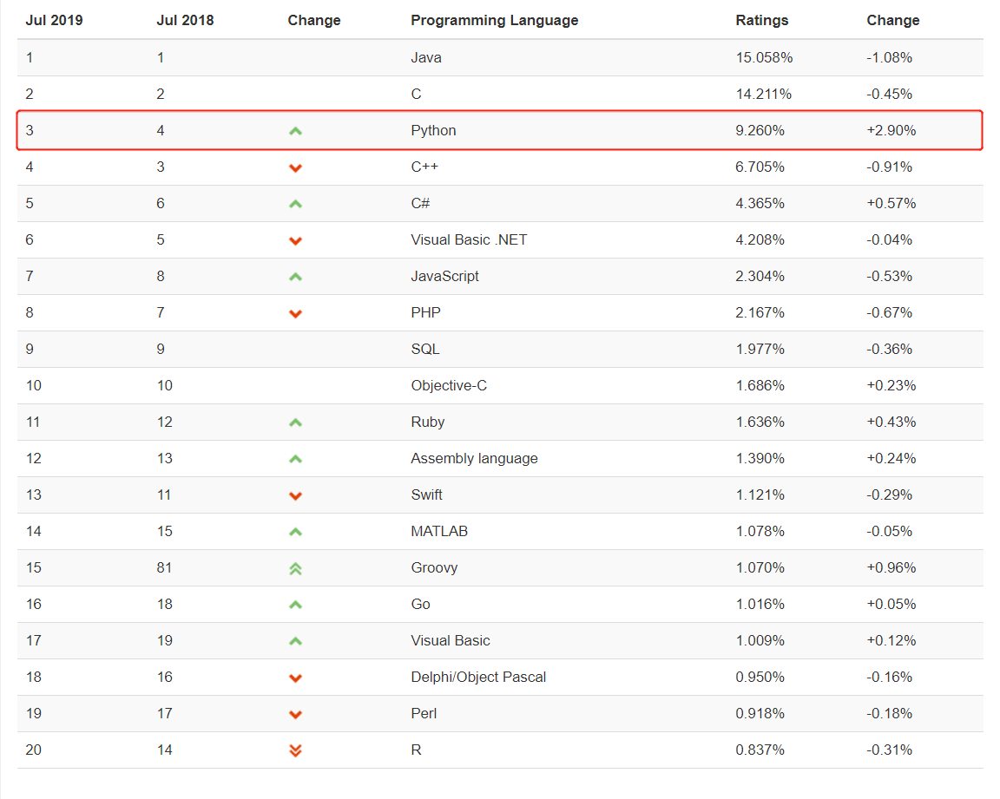 Jul 2019 Jul 2018 Change Programming Language Ratings Change
1 1 Java 15.058% -1.08%
2 2 C 14.211% -0.45%
3 4 Python 9.260% +2.90%
4 3 C++ 6.705% -0.91%
5 6 C# 4.365% +0.57%
6 5 Visual Basic .NET 4.208% -0.04%
7 8 JavaScript 2.304% -0.53%
8 7 PHP 2.167% -0.67%
9 9 SQL 1.977% -0.36%
10 10 Objective-C 1.686% +0.23%
11 12 Ruby 1.636% +0.43%
12 13 Assembly language 1.390% +0.24%
13 11 Swift 1.121% -0.29%
14 15 MATLAB 1.078% -0.05%
15 81 Groovy 1.070% +0.96%
16 18 Go 1.016% +0.05%
17 19 Visual Basic 1.009% +0.12%
18 16 Delphi/Object Pascal 0.950% -0.16%
19 17 Perl 0.918% -0.18%
20 14 R 0.837% -0.31%